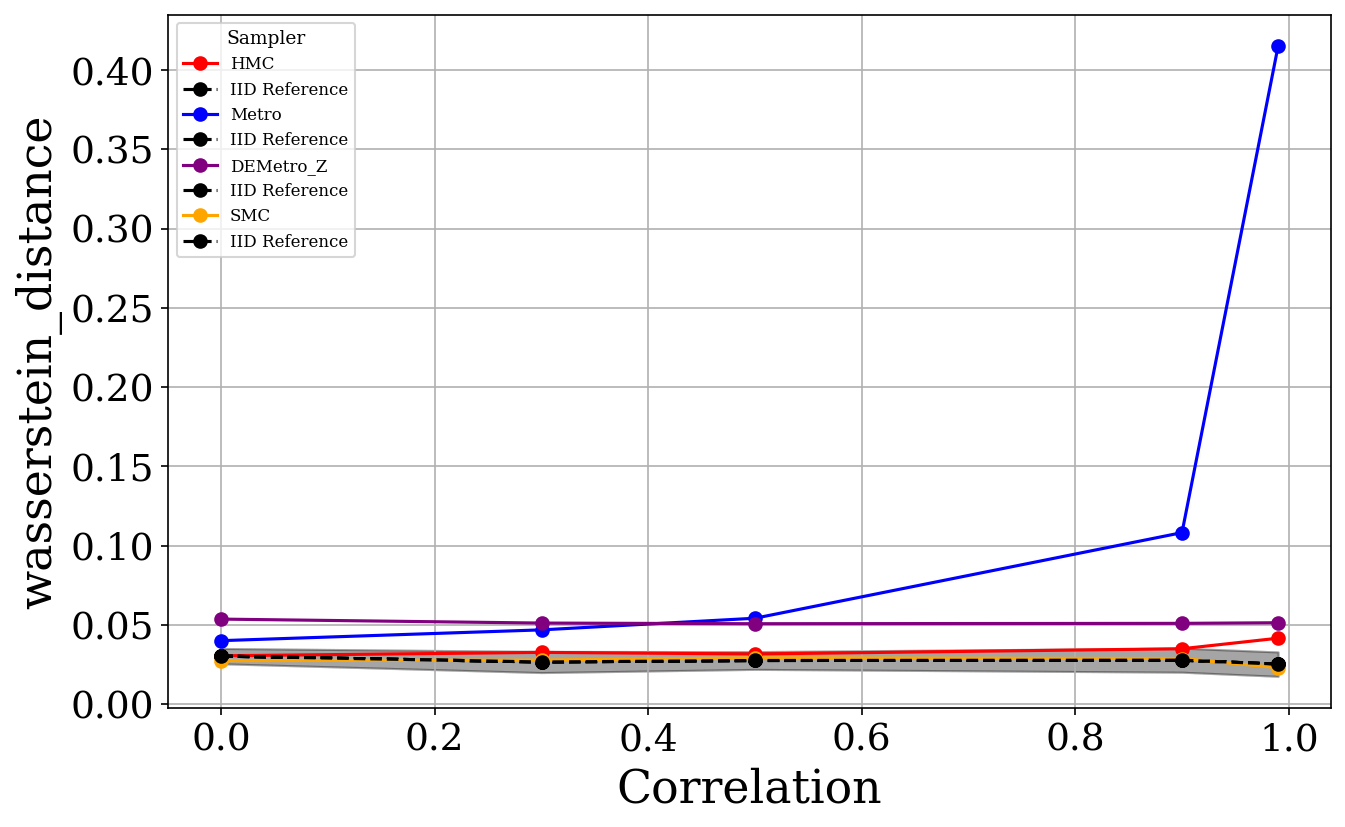 Sampler
HMC
IID Reference
Metro
IID Reference
DEMetro_Z
IID Reference
SMC
IID Reference
wasserstein_distance
0.40
0.35
0.30
0.25
0.20
0.15
0.10
0.05
0.00
0.0 0.2 0.4 0.6 0.8 1.0
Correlation